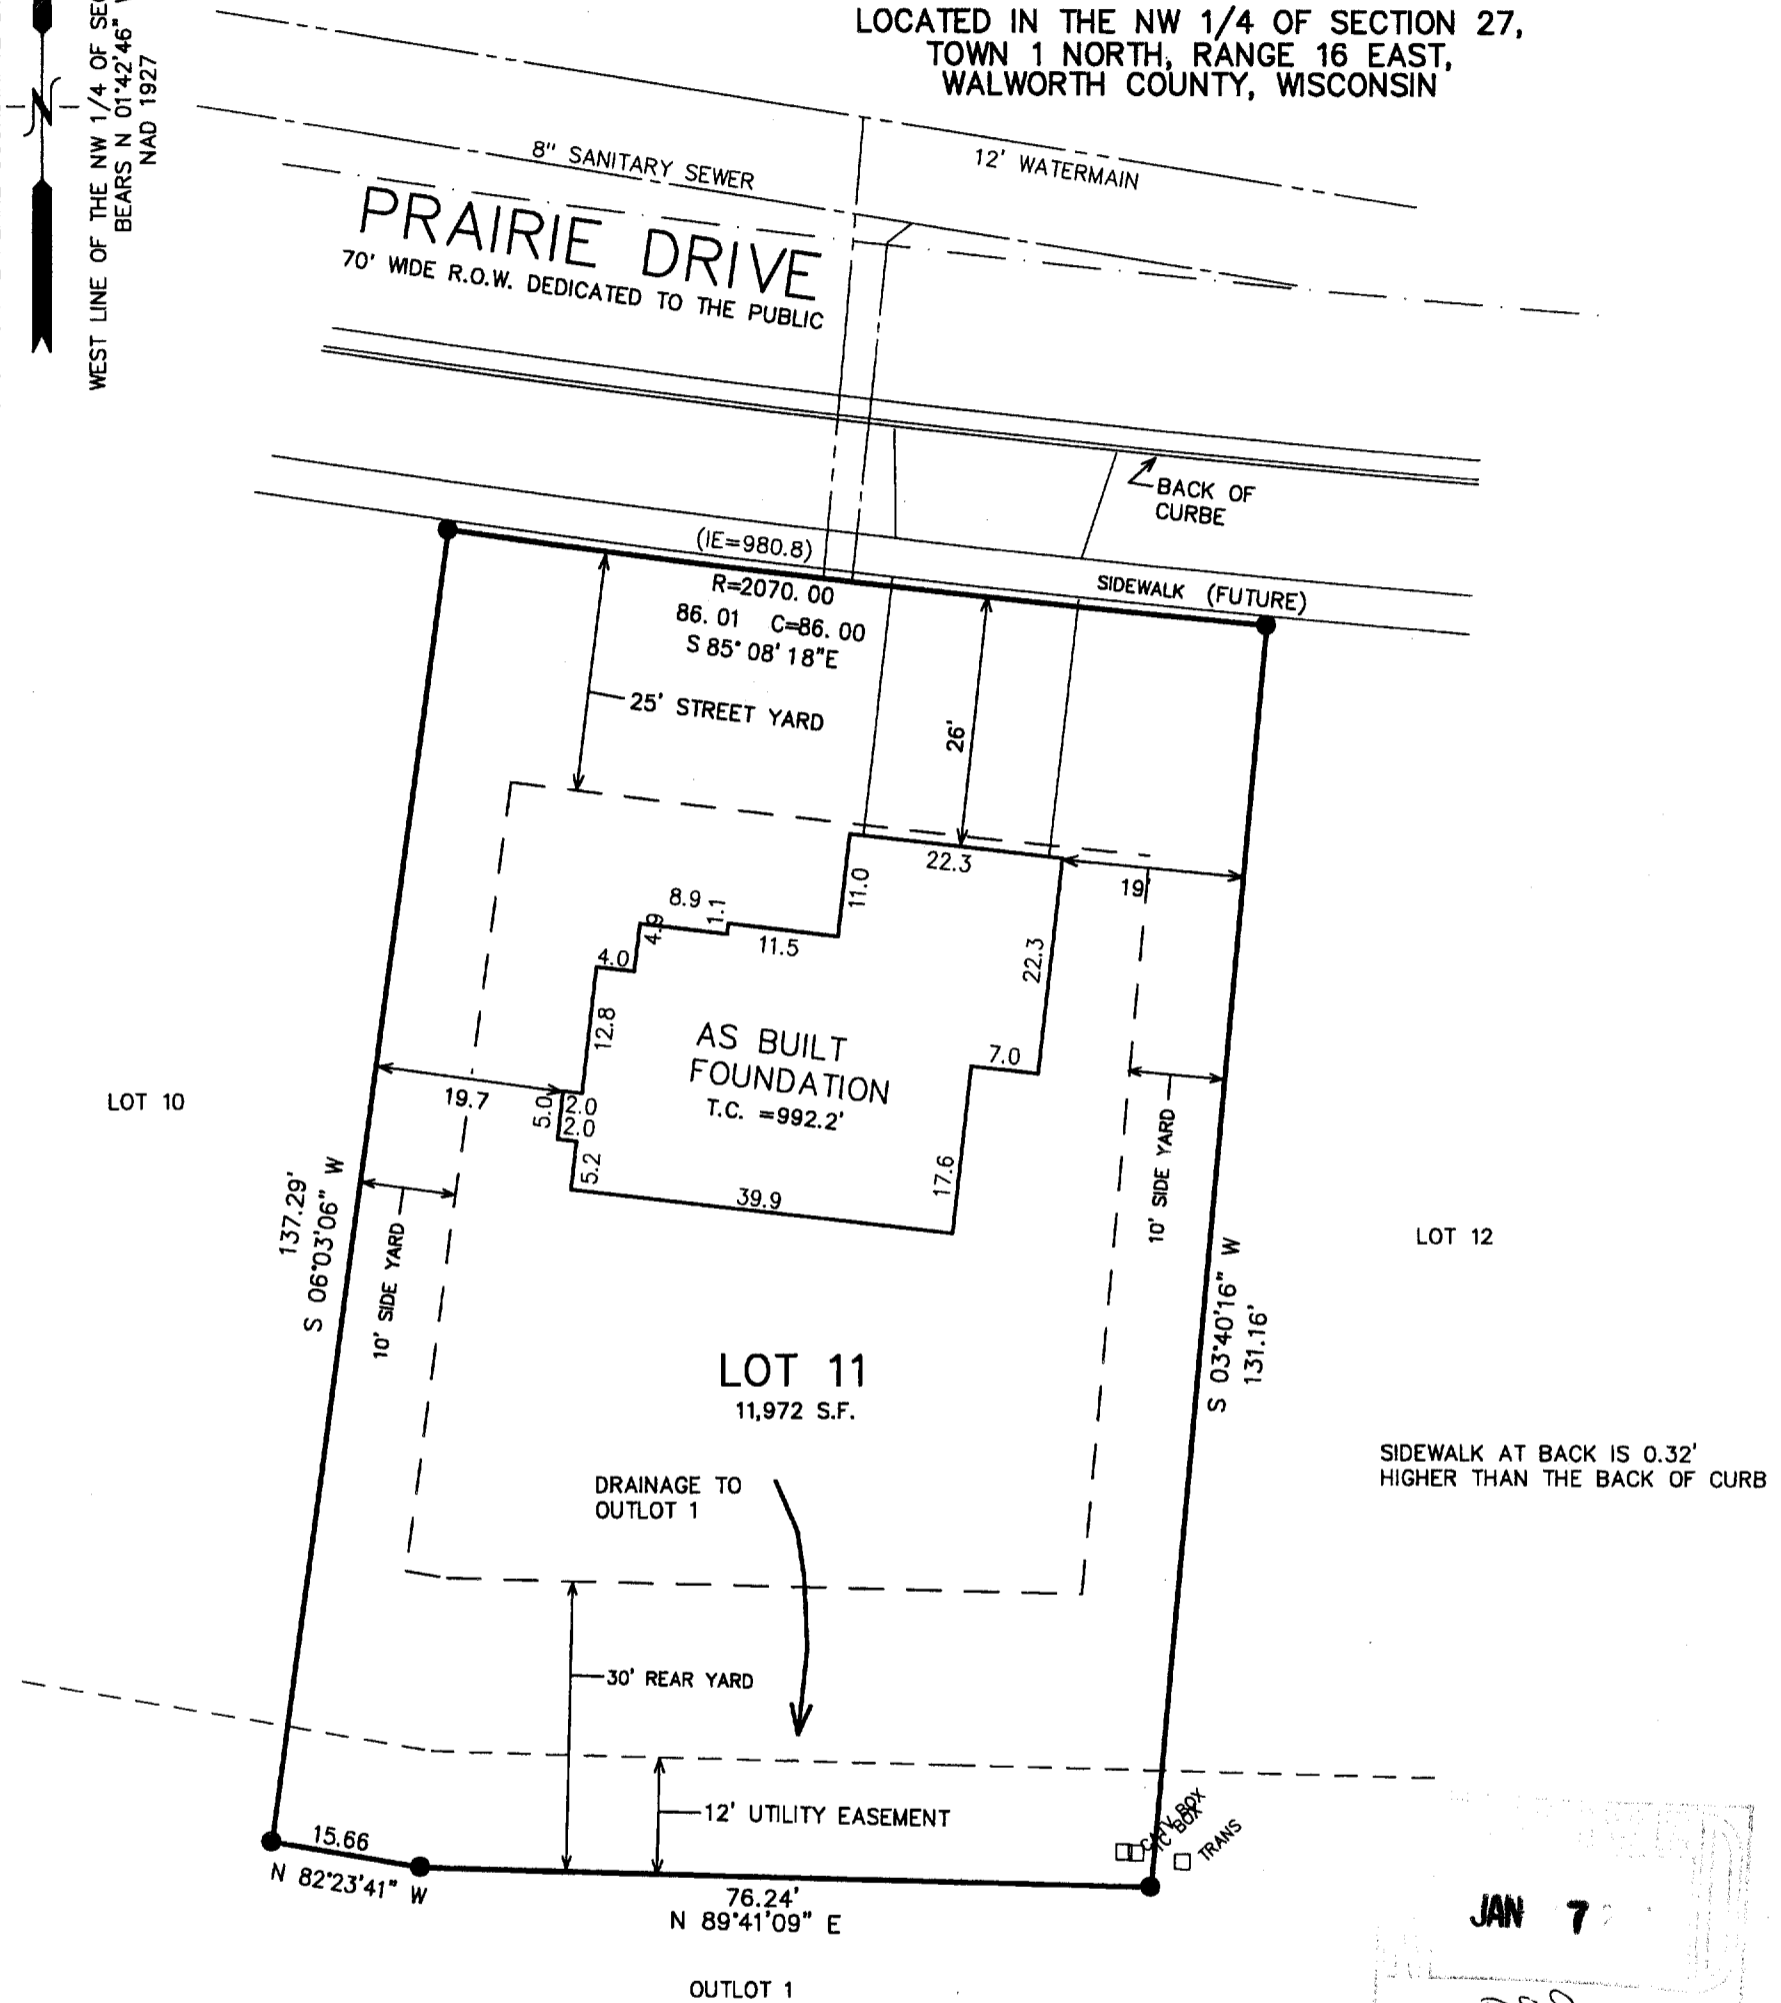 LOCATED IN THE NW 1/4 OF SECTION 27,
TOWN 1 NORTH, RANGE 16 EAST,
WALWORTH COUNTY, WISCONSIN
WEST LINE OF THE NW 1/4 OF
BEARS N 01°42'46"
NAD 1927
N
8" SANITARY SEWER
12' WATERMAIN
PRAIRIE DRIVE
70' WIDE R.O.W. DEDICATED TO THE PUBLIC
BACK OF
CURBE
(IE=980.8)
SIDEWALK (FUTURE)
R=2070.00
86.01 C=86.00
S 85°08'18"E
25' STREET YARD
26'
22.3
19'
11.0
8.9
1.1
4.9
11.5
4.0
22.3
12.8
AS BUILT
FOUNDATION
T.C. =992.2'
7.0
19.7
5.0
2.0
2.0
5.2
39.9
17.6
LOT 10
10' SIDE YARD
LOT 12
137.29'
S 06°03'06" W
10' SIDE YARD
S 03°40'16" W
131.16'
LOT 11
11,972 S.F.
SIDEWALK AT BACK IS 0.32'
HIGHER THAN THE BACK OF CURB
DRAINAGE TO
OUTLOT 1
30' REAR YARD
12' UTILITY EASEMENT
CATV BOX
TC BOX
TRANS
15.66
N 82°23'41" W
76.24'
N 89°41'09" E
JAN 7
OUTLOT 1